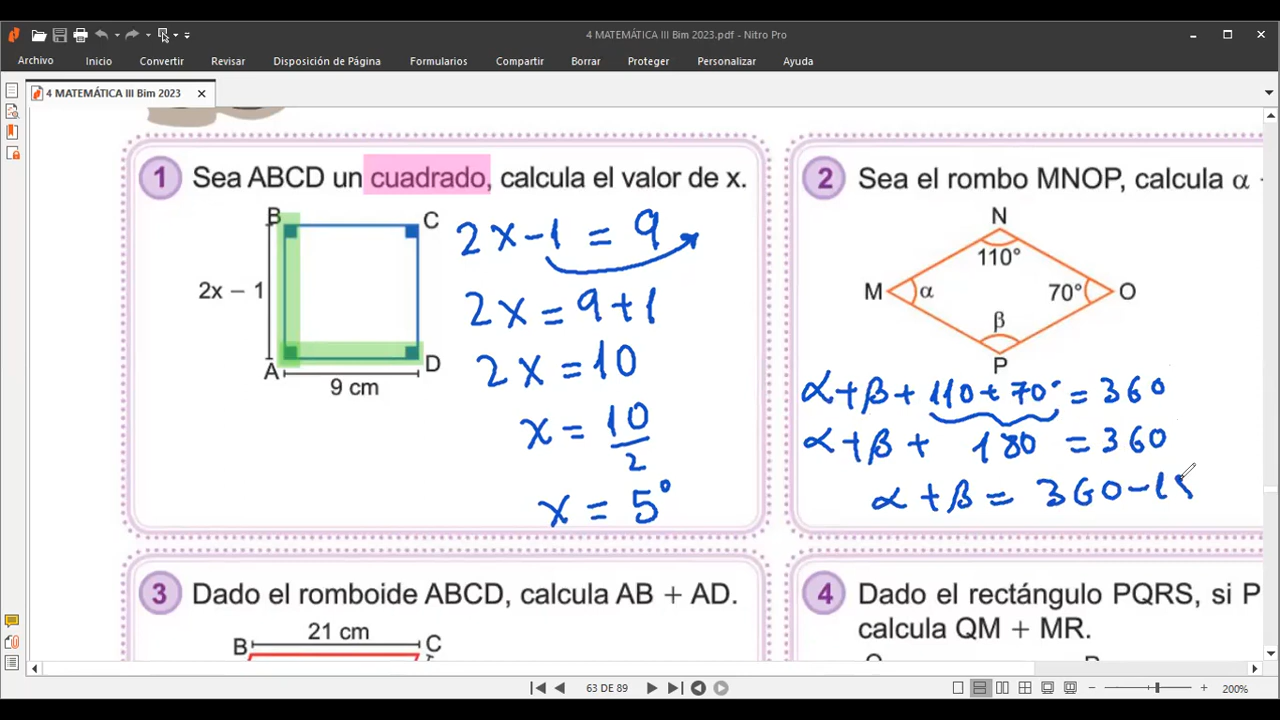 4 MATEMÁTICA III Bim 2023.pdf - Nitro Pro
Archivo Inicio Convertir Revisar Disposición de Página Formularios Compartir Borrar Proteger Personalizar Ayuda
4 MATEMÁTICA III Bim 2023
1 Sea ABCD un cuadrado, calcula el valor de x.
B C
2x − 1
A D
9 cm
2x-1 = 9
2x = 9+1
2x = 10
x = 10/2
x = 5°
2 Sea el rombo MNOP, calcula α
N
110°
M α 70° O
β
P
α+β+110+70° = 360
α+β+ 180 = 360
α+β = 360-18
3 Dado el romboide ABCD, calcula AB + AD.
21 cm
B C
4 Dado el rectángulo PQRS, si P
calcula QM + MR.
63 DE 89
200%